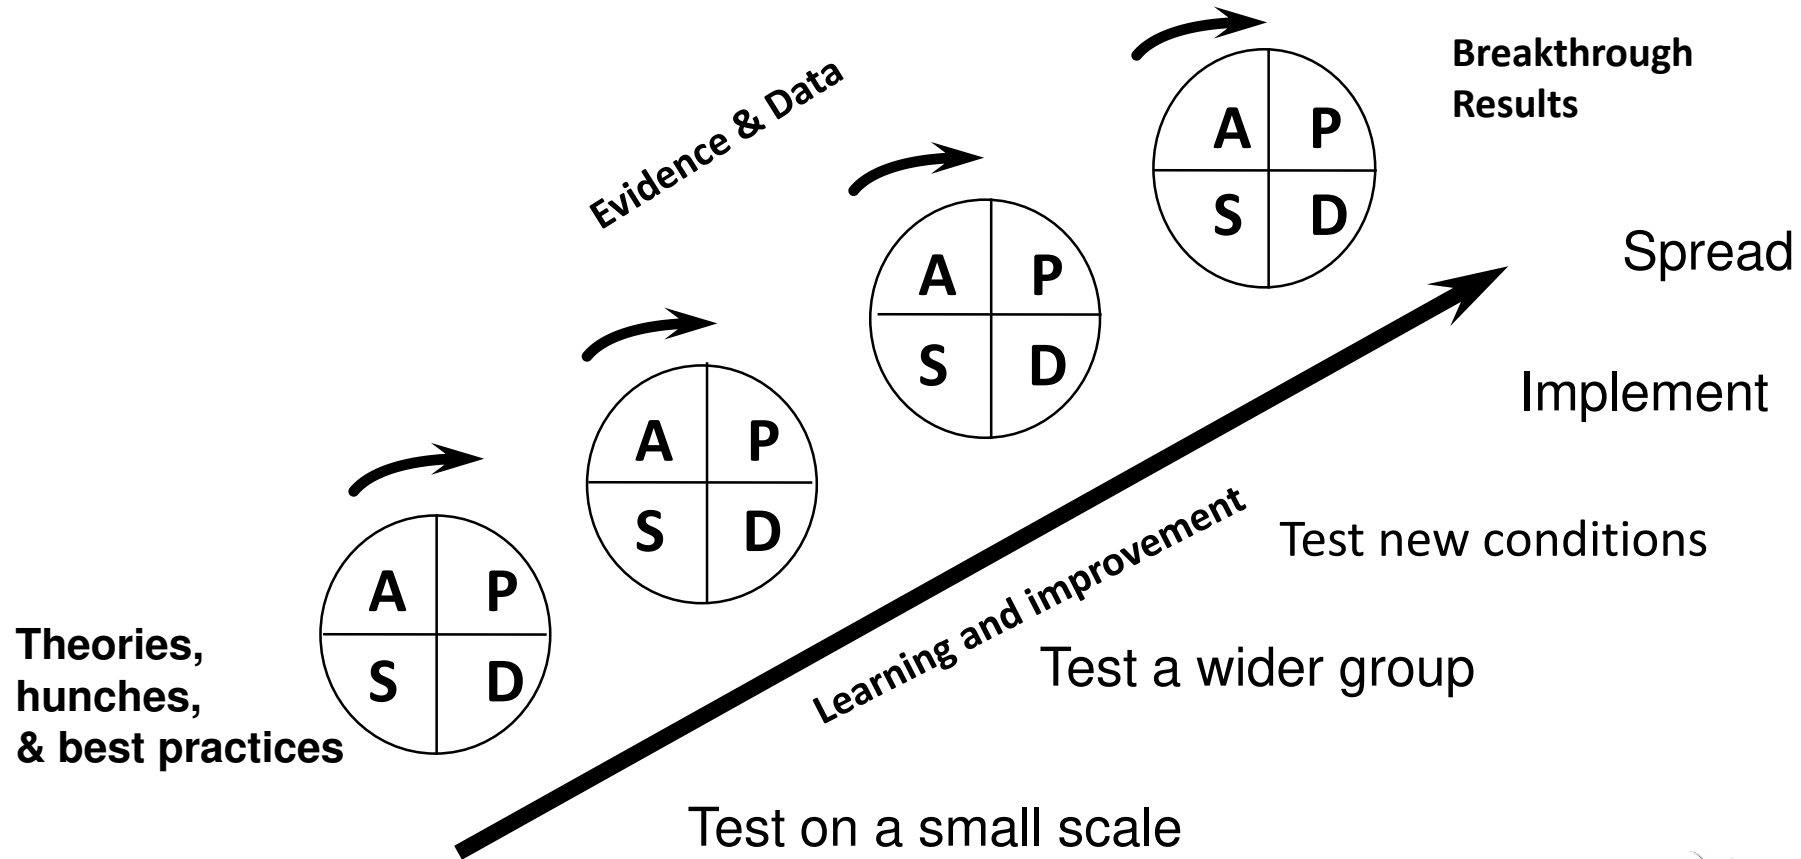 Breakthrough
Results
Evidence & Data
A P
S D
Spread
A P
S D
Implement
A P
S D
Learning and improvement
Test new conditions
A P
S D
Theories,
hunches,
& best practices
Test a wider group
Test on a small scale